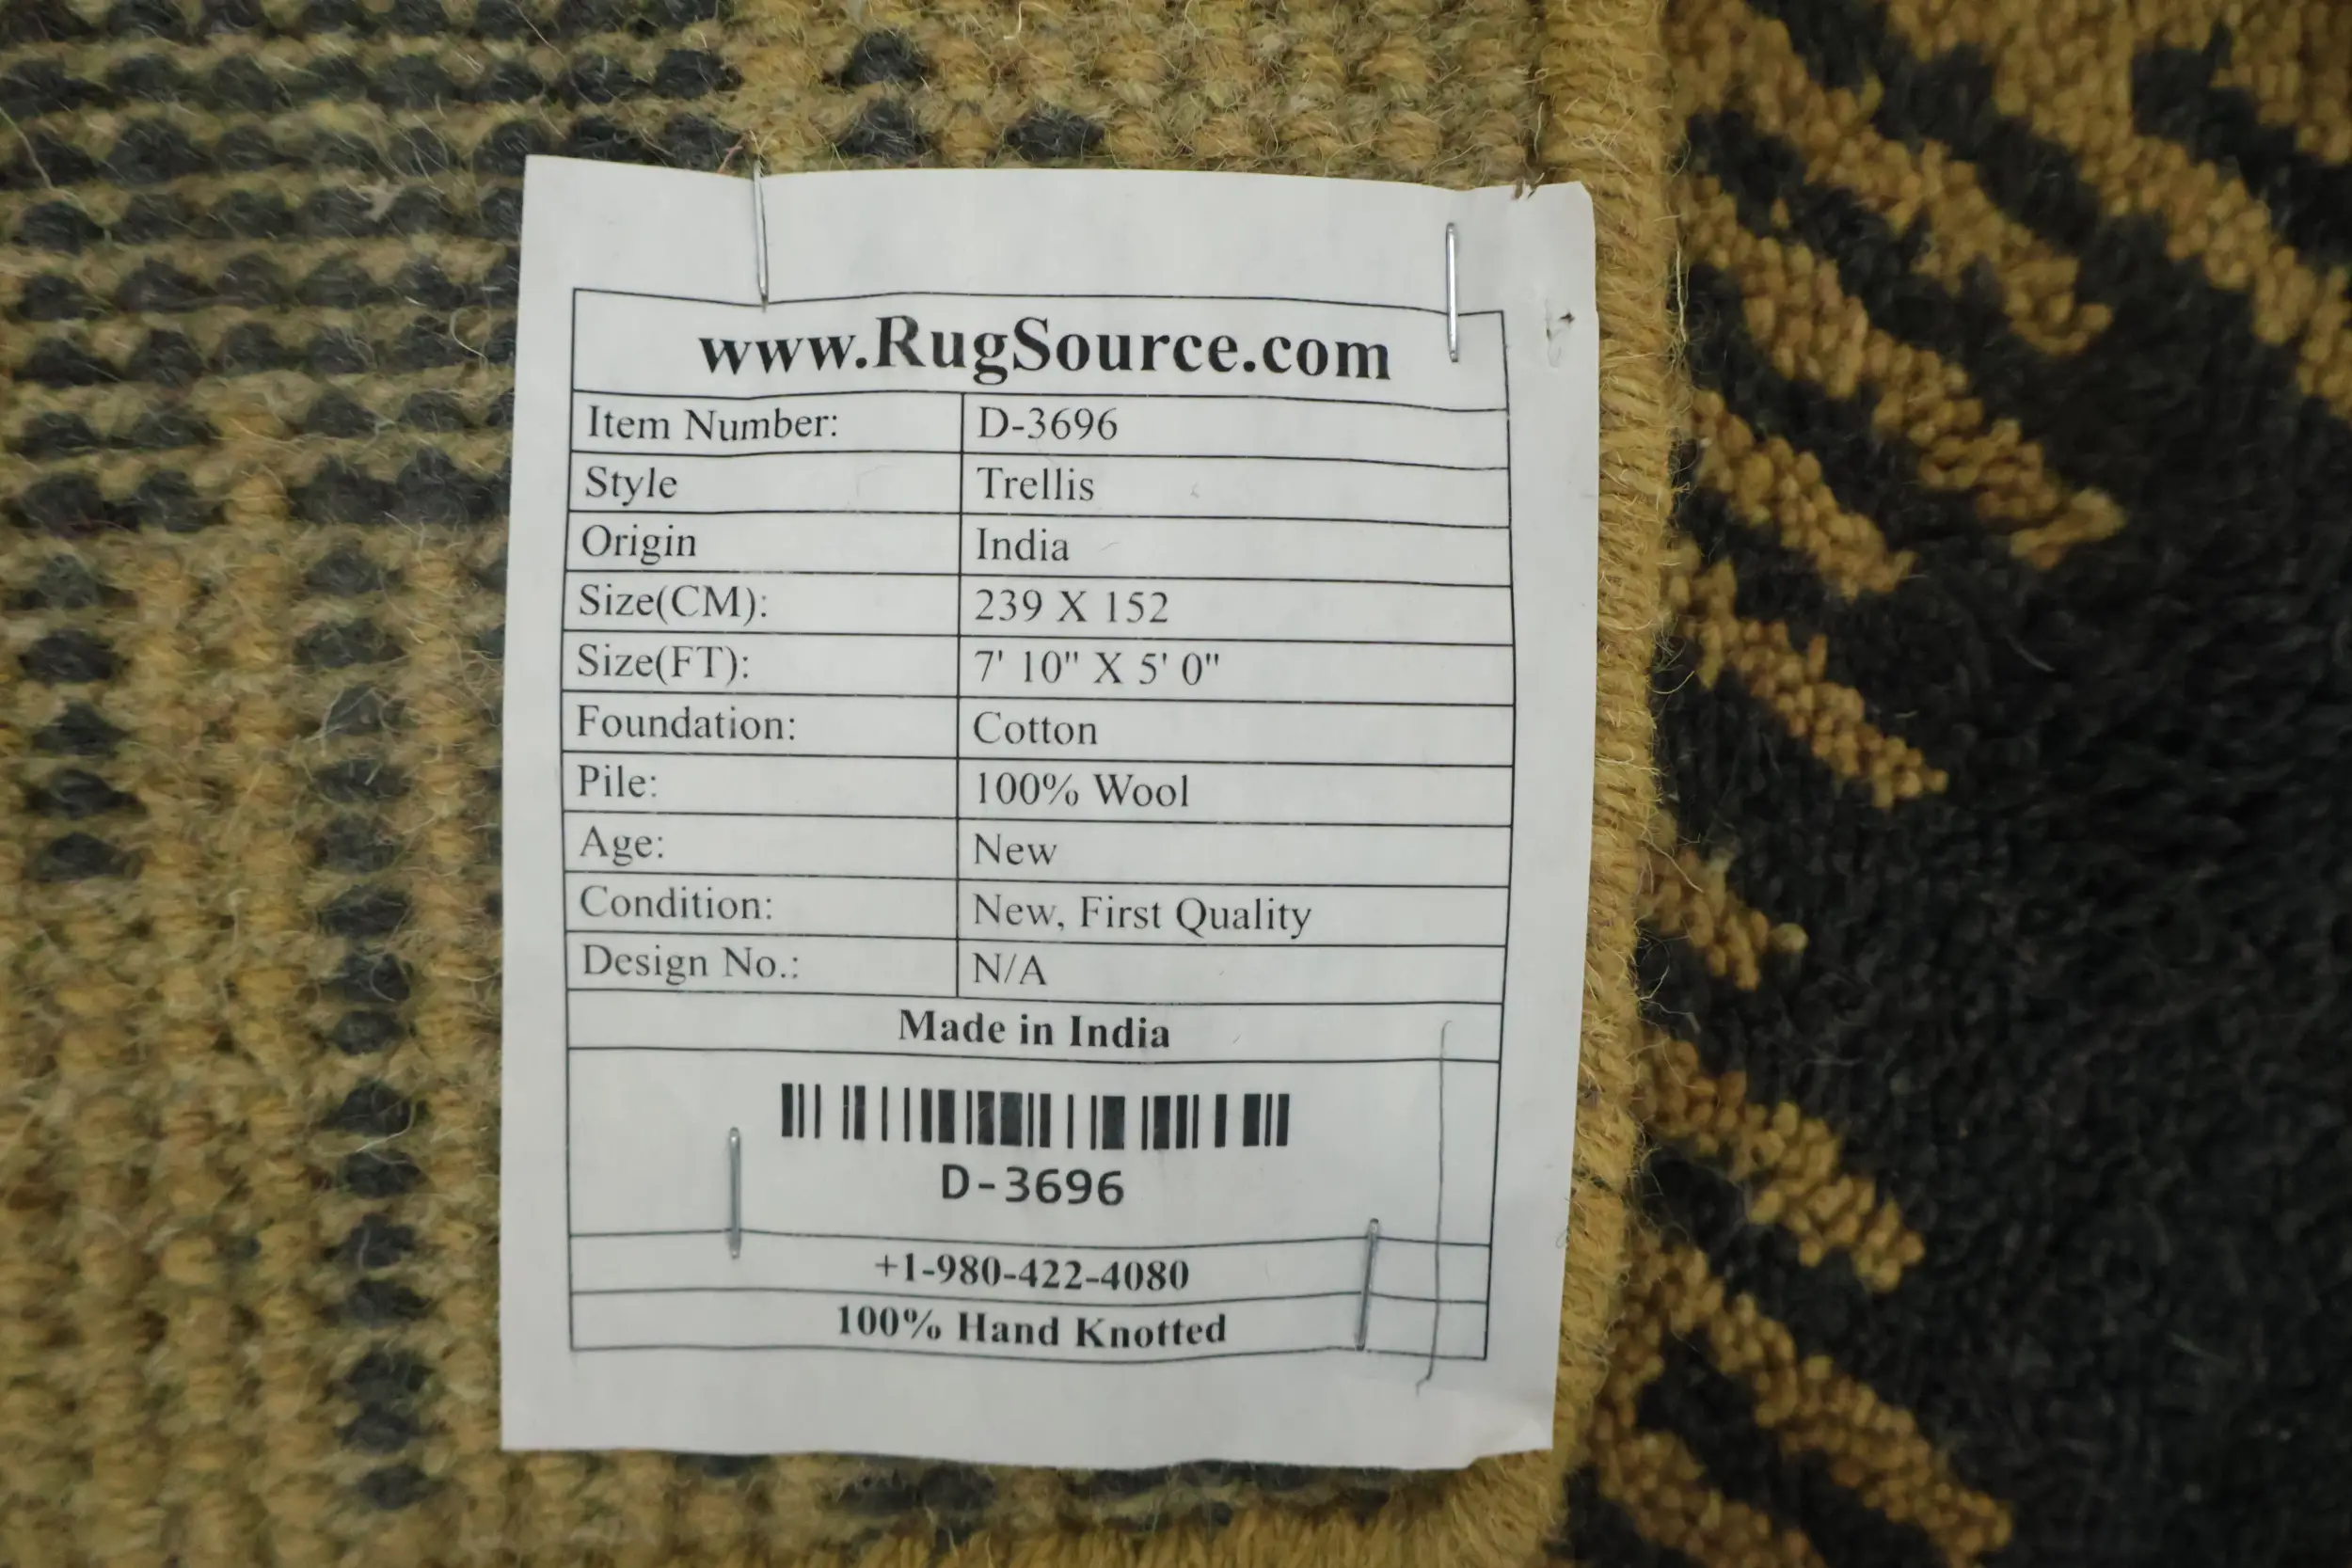 www.RugSource.com
Item Number: D-3696
Style Trellis
Origin India
Size(CM): 239 X 152
Size(FT): 7' 10" X 5' 0"
Foundation: Cotton
Pile: 100% Wool
Age: New
Condition: New, First Quality
Design No.: N/A
Made in India
D-3696
+1-980-422-4080
100% Hand Knotted